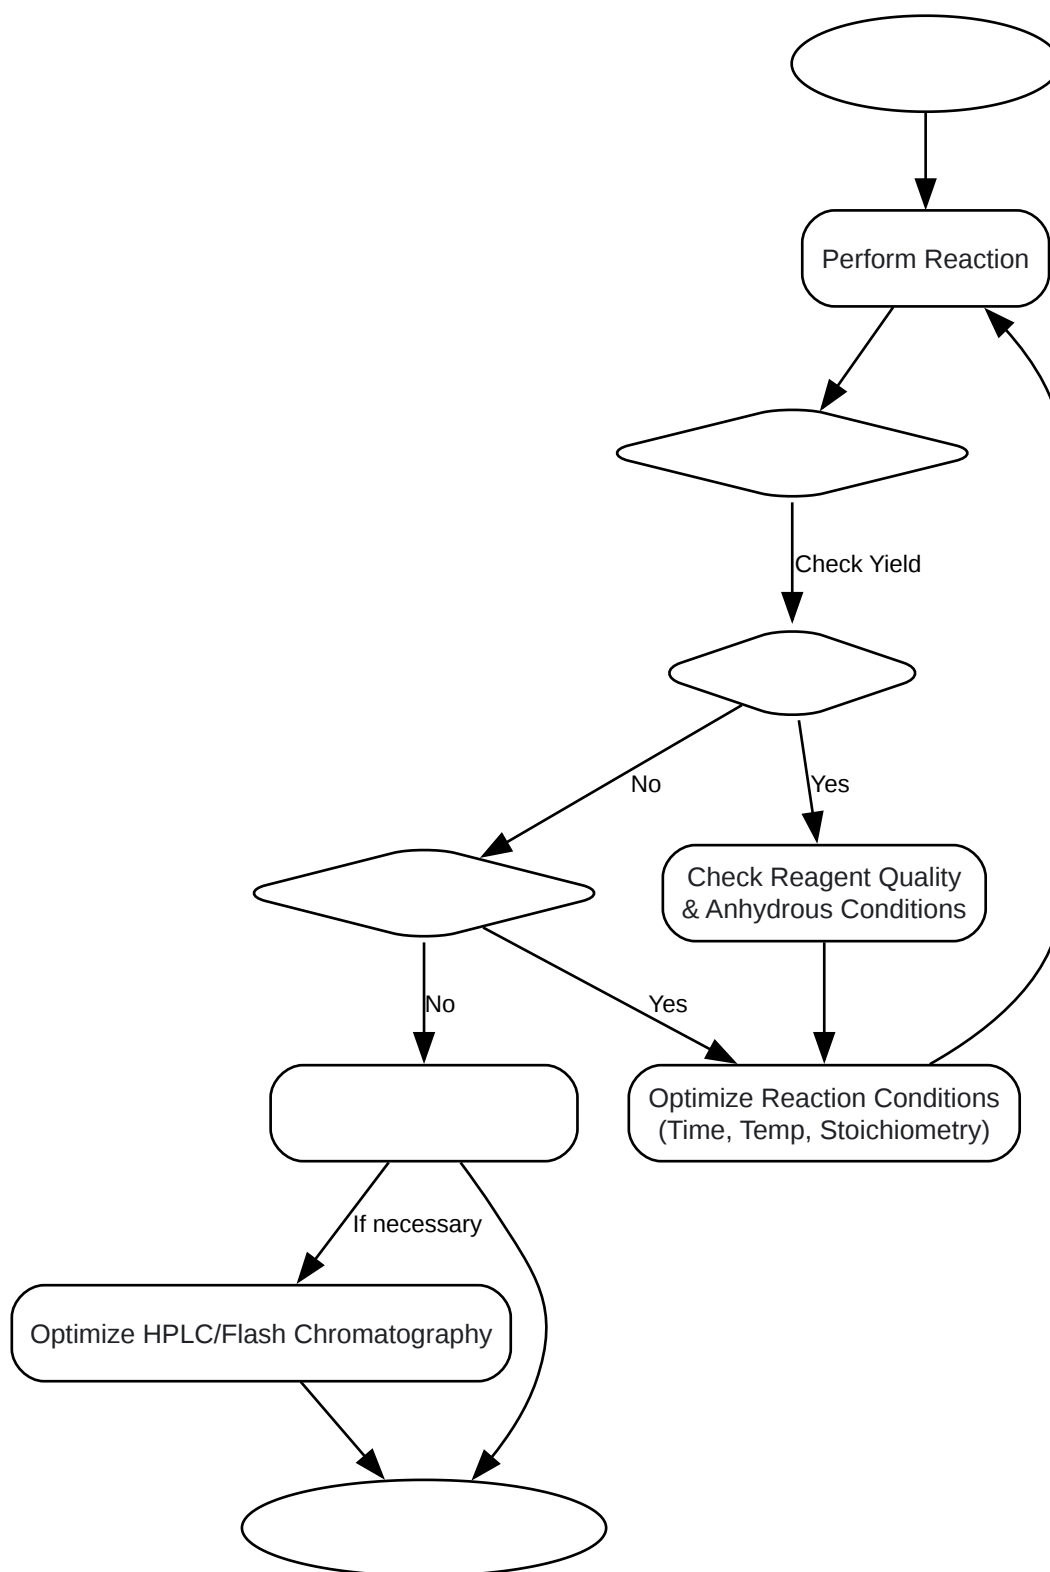 Perform Reaction
Check Yield
No
Yes
Check Reagent Quality
& Anhydrous Conditions
No
Yes
Optimize Reaction Conditions
(Time, Temp, Stoichiometry)
If necessary
Optimize HPLC/Flash Chromatography